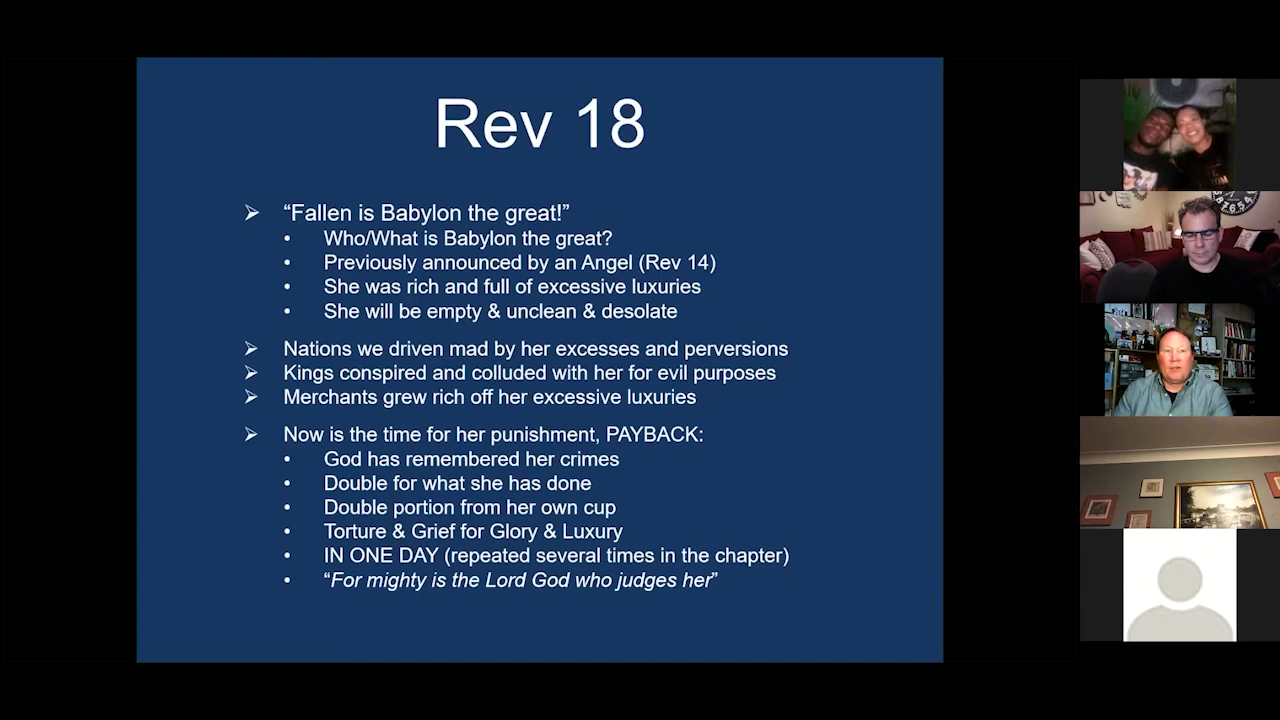 Rev 18
“Fallen is Babylon the great!”
Who/What is Babylon the great?
Previously announced by an Angel (Rev 14)
She was rich and full of excessive luxuries
She will be empty & unclean & desolate
Nations we driven mad by her excesses and perversions
Kings conspired and colluded with her for evil purposes
Merchants grew rich off her excessive luxuries
Now is the time for her punishment, PAYBACK:
God has remembered her crimes
Double for what she has done
Double portion from her own cup
Torture & Grief for Glory & Luxury
IN ONE DAY (repeated several times in the chapter)
“For mighty is the Lord God who judges her”